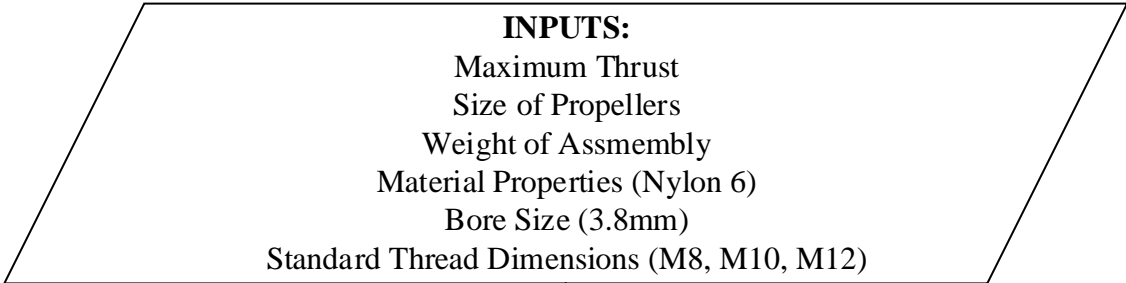 INPUTS:
Maximum Thrust
Size of Propellers
Weight of Assmembly
Material Properties (Nylon 6)
Bore Size (3.8mm)
Standard Thread Dimensions (M8, M10, M12)